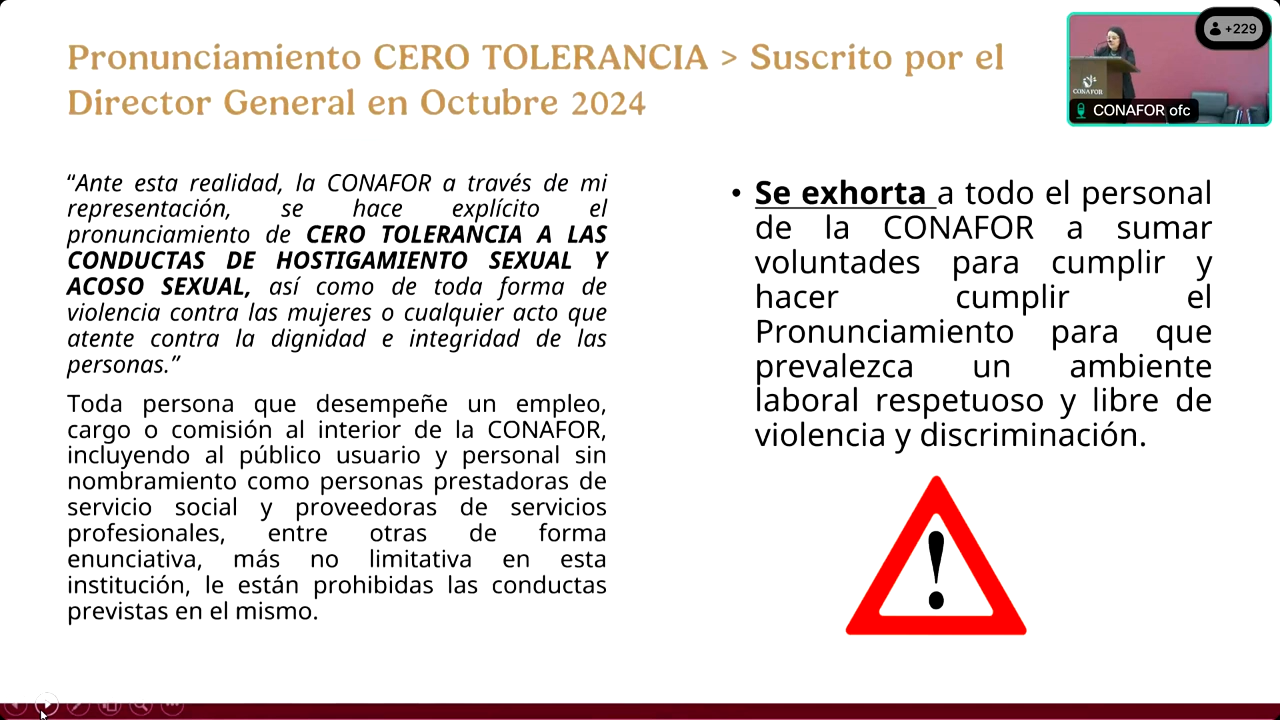 Pronunciamiento CERO TOLERANCIA > Suscrito por el
Director General en Octubre 2024
+229
CONAFOR
CONAFOR ofc
“Ante esta realidad, la CONAFOR a través de mi
representación, se hace explícito el
pronunciamiento de CERO TOLERANCIA A LAS
CONDUCTAS DE HOSTIGAMIENTO SEXUAL Y
ACOSO SEXUAL, así como de toda forma de
violencia contra las mujeres o cualquier acto que
atente contra la dignidad e integridad de las
personas.”
Toda persona que desempeñe un empleo,
cargo o comisión al interior de la CONAFOR,
incluyendo al público usuario y personal sin
nombramiento como personas prestadoras de
servicio social y proveedoras de servicios
profesionales, entre otras de forma
enunciativa, más no limitativa en esta
institución, le están prohibidas las conductas
previstas en el mismo.
• Se exhorta a todo el personal
de la CONAFOR a sumar
voluntades para cumplir y
hacer cumplir el
Pronunciamiento para que
prevalezca un ambiente
laboral respetuoso y libre de
violencia y discriminación.
!